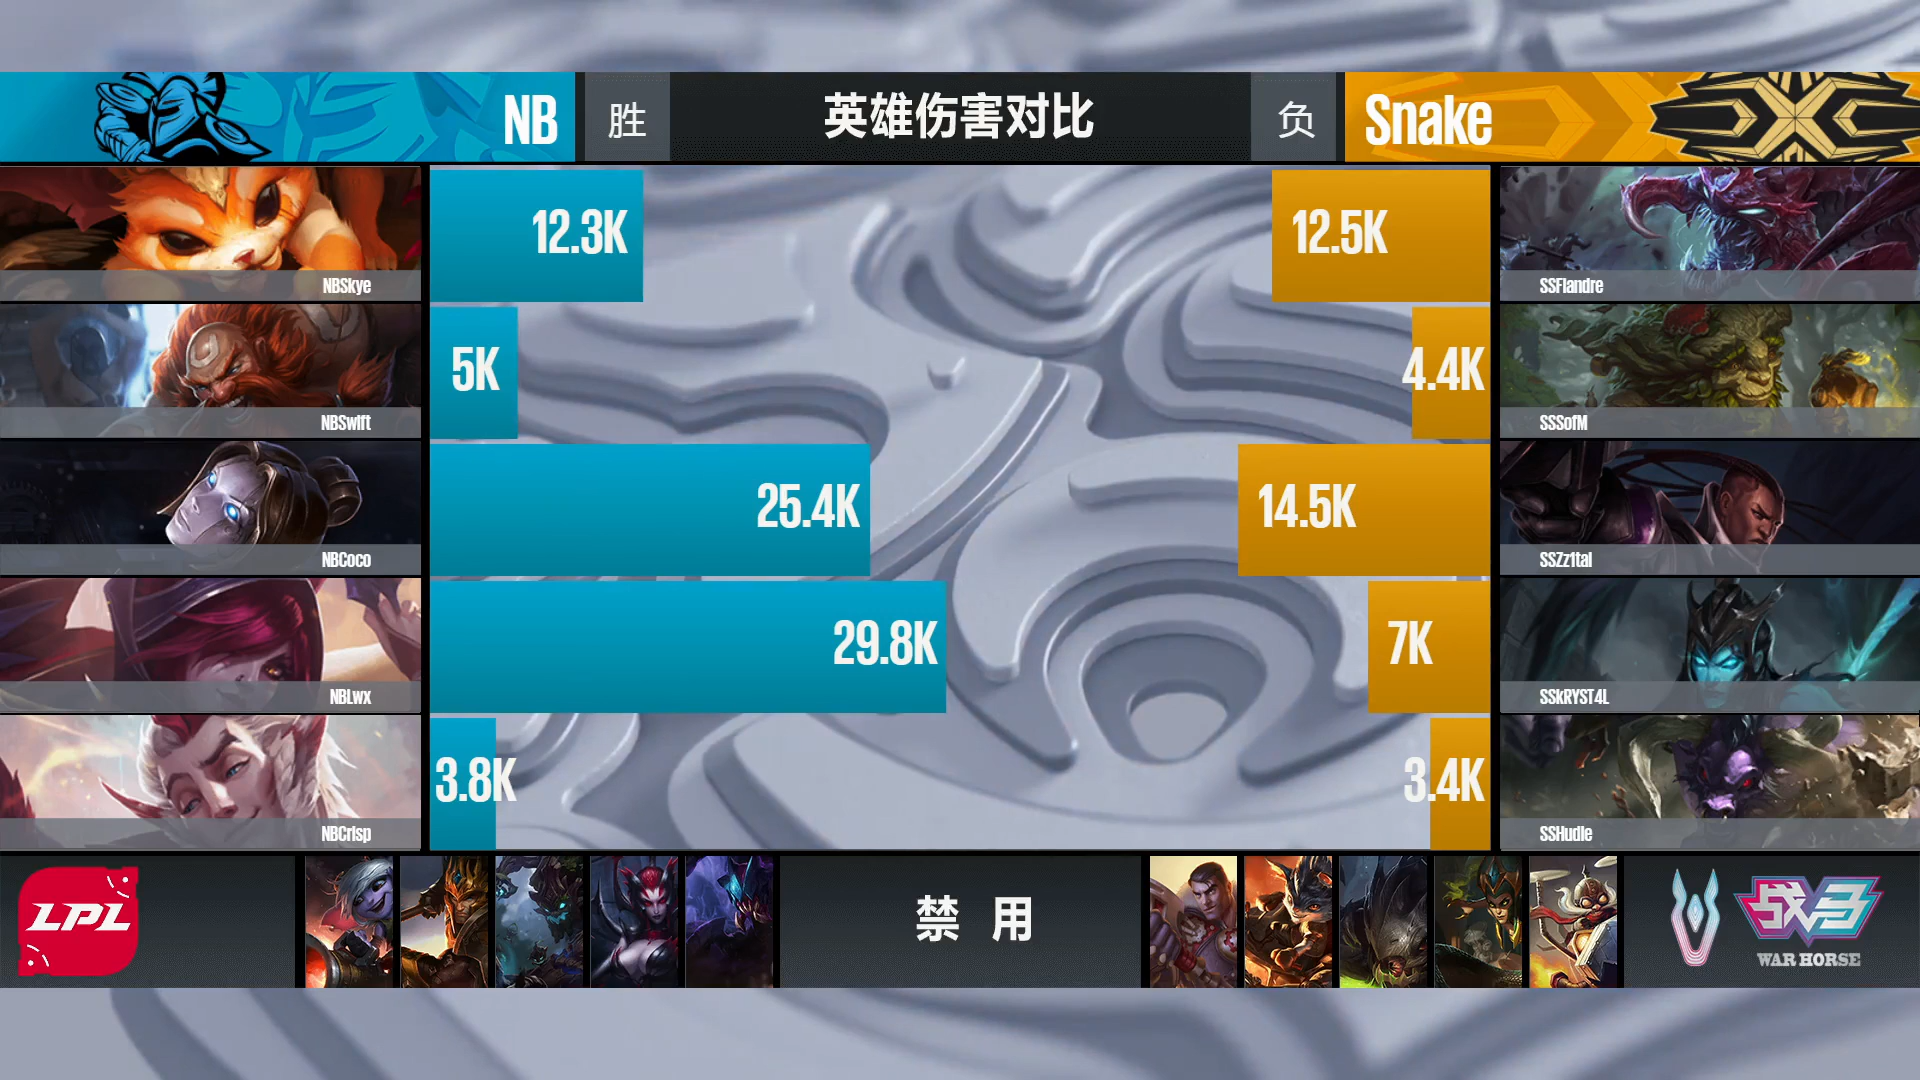 NB 胜 英雄伤害对比 负 Snake
12.3K 12.5K
NBSkye SSFlandre
5K 4.4K
NBSwift SSSofM
25.4K 14.5K
NBCoco SSZz1tai
29.8K 7K
NBLwx SSkRYST4L
3.8K 3.4K
NBCrisp SSHudie
LPL 禁 用 战马
WAR HORSE